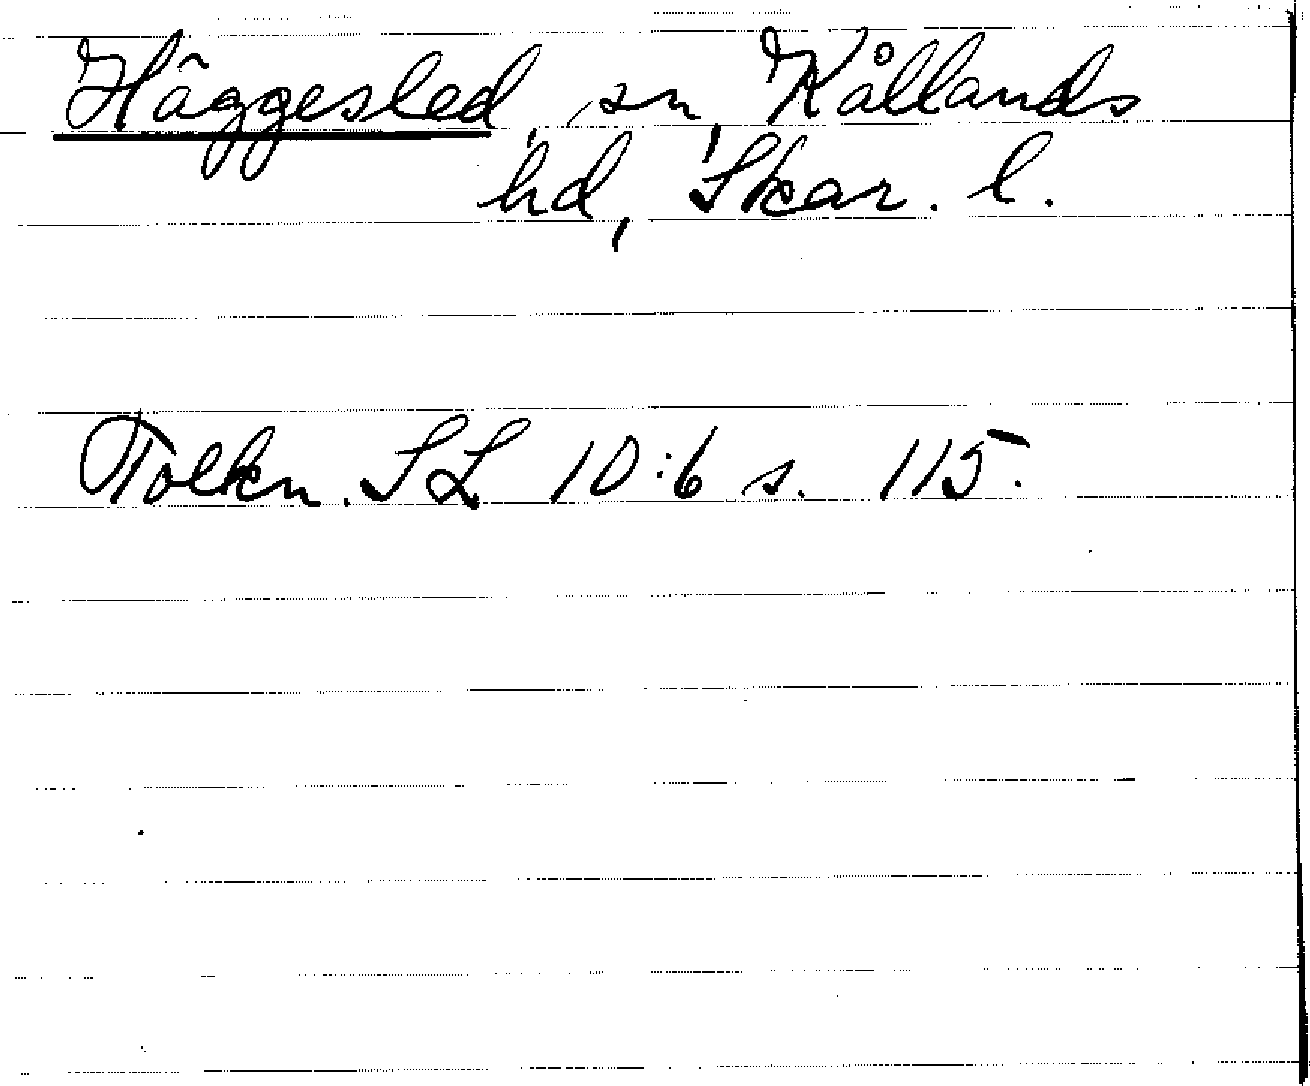 Häggesled, sn, Kållands
hd, Skar. l.
Tolkn. SL 10:6 s. 115.